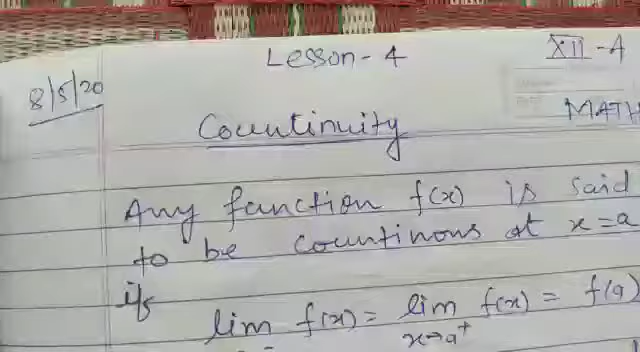 Lesson - 4
XII - A
8/5/20
MATH
Countinuity
Any function f(x) is said
to be countinous at x=a
if
lim f(x) = lim f(x) = f(a)
x→a⁺